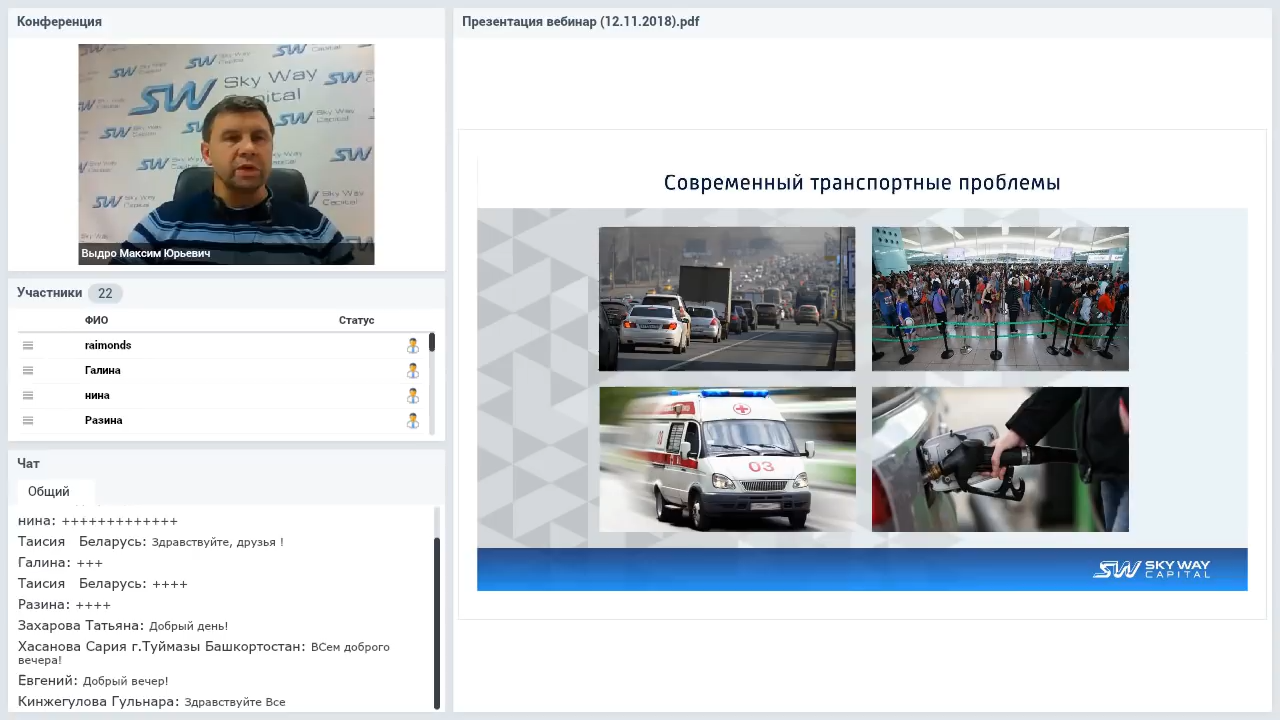 Конференция
SW
Sky Way
Capital
Выдро Максим Юрьевич
Участники 22
ФИО Статус
raimonds
Галина
нина
Разина
Чат
Общий
нина: +++++++++++++
Таисия Беларусь: Здравствуйте, друзья !
Галина: +++
Таисия Беларусь: ++++
Разина: ++++
Захарова Татьяна: Добрый день!
Хасанова Сария г.Туймазы Башкортостан: ВСем доброго
вечера!
Евгений: Добрый вечер!
Кинжегулова Гульнара: Здравствуйте Все
Презентация вебинар (12.11.2018).pdf
Современный транспортные проблемы
03
SW SKY WAY
CAPITAL